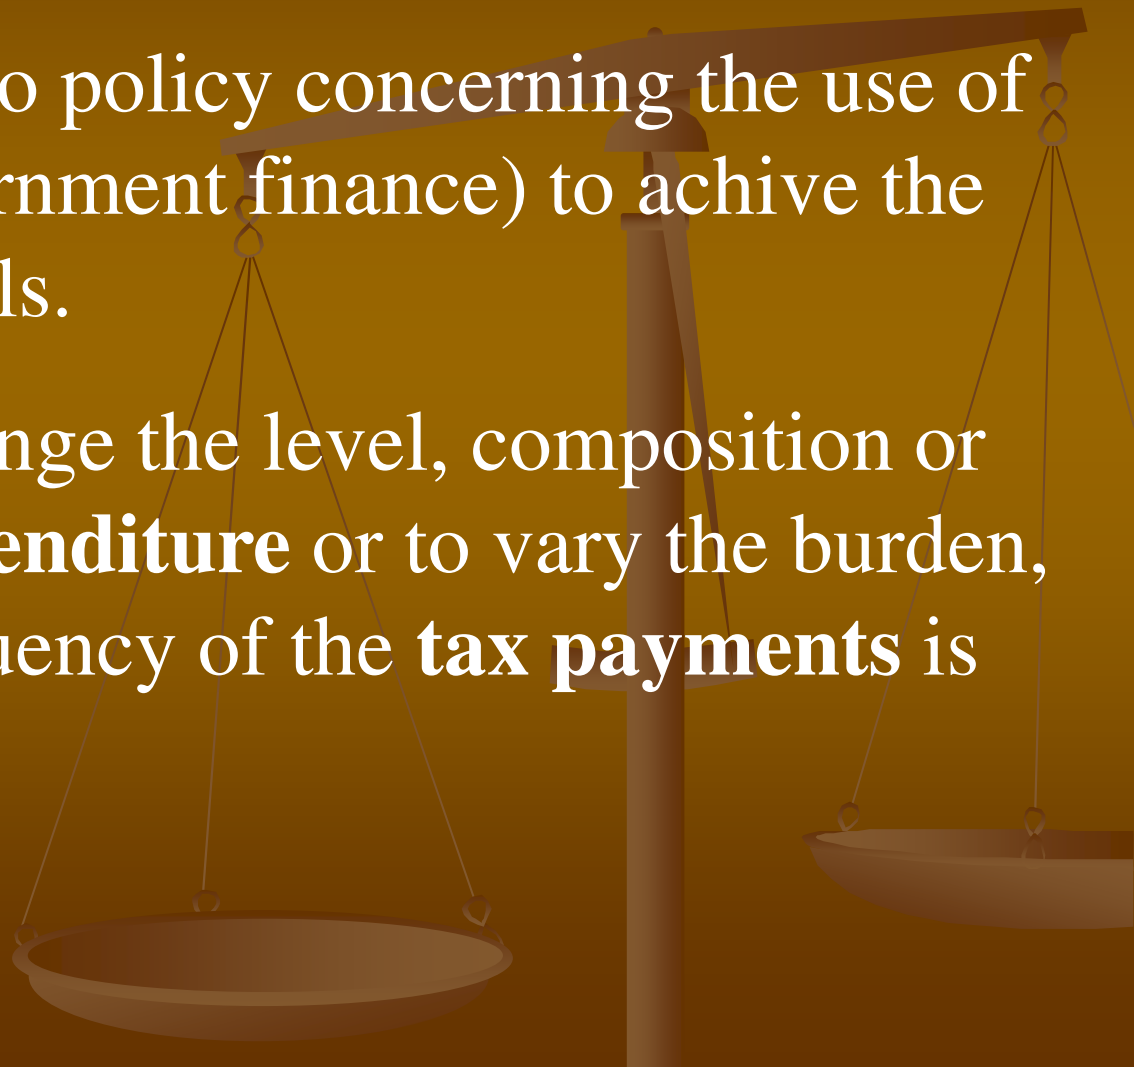 o policy concerning the use of
rnment finance) to achive the
ls.
nge the level, composition or
enditure or to vary the burden,
uency of the tax payments is